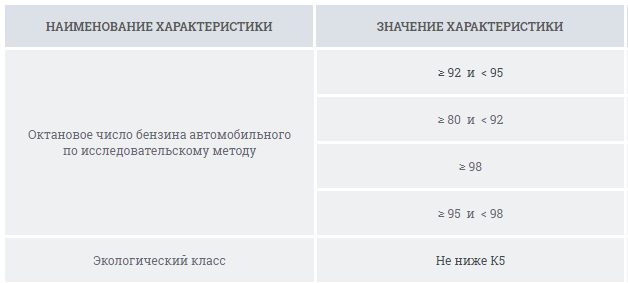 НАИМЕНОВАНИЕ ХАРАКТЕРИСТИКИ
ЗНАЧЕНИЕ ХАРАКТЕРИСТИКИ
Октановое число бензина автомобильного
по исследовательскому методу
≥ 92 и < 95
≥ 80 и < 92
≥ 98
≥ 95 и < 98
Экологический класс
Не ниже К5